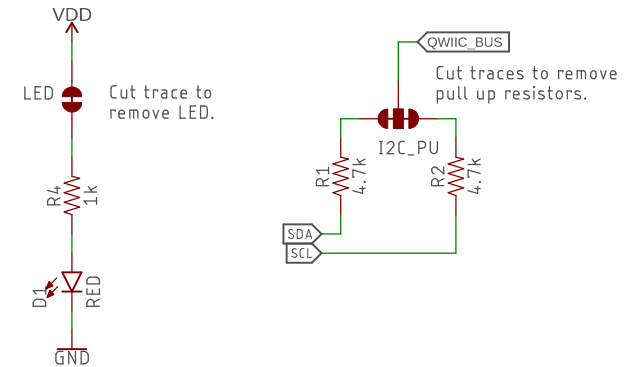 VDD
LED
Cut trace to
remove LED.
R4
1k
D1
RED
GND
QWIIC_BUS
Cut traces to remove
pull up resistors.
I2C_PU
R1
4.7k
R2
4.7k
SDA
SCL